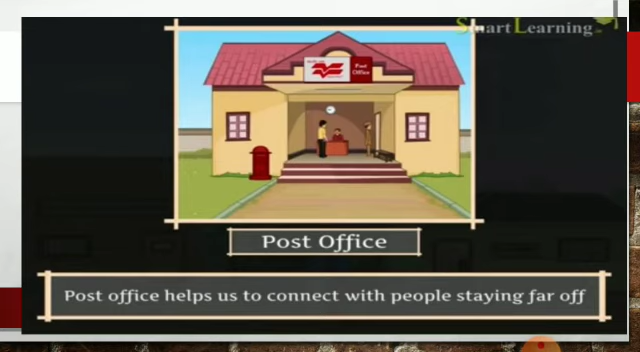 Smart Learning
Post
Office
Post Office
Post office helps us to connect with people staying far off